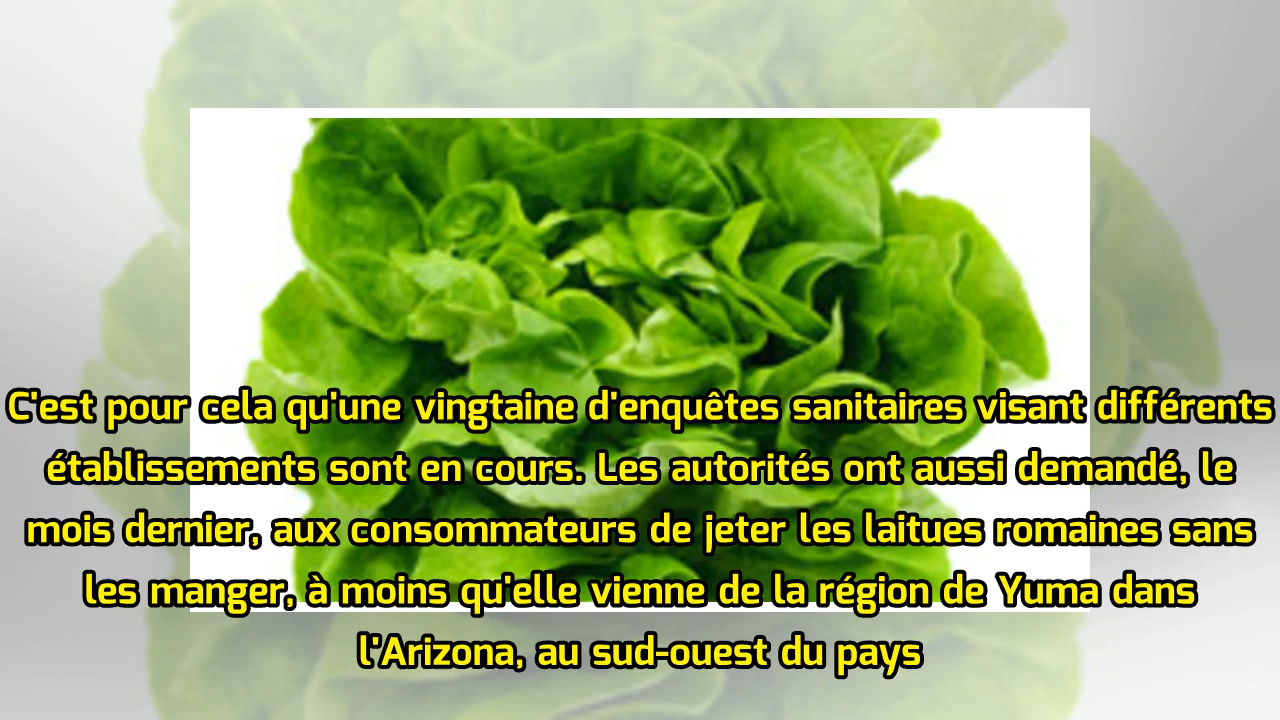 C'est pour cela qu'une vingtaine d'enquêtes sanitaires visant différents
établissements sont en cours. Les autorités ont aussi demandé, le
mois dernier, aux consommateurs de jeter les laitues romaines sans
les manger, à moins qu'elle vienne de la région de Yuma dans
l'Arizona, au sud-ouest du pays